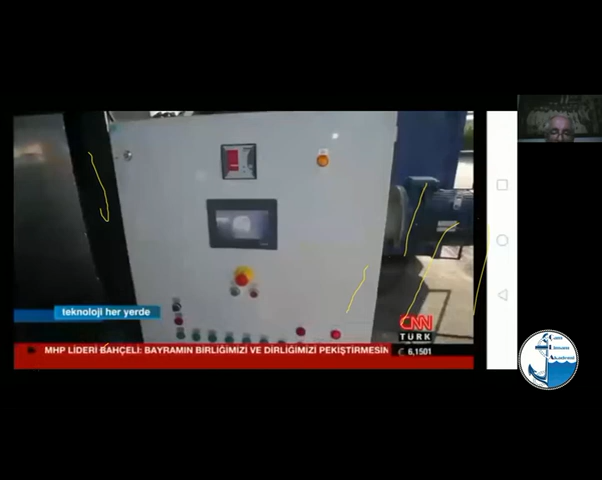 teknoloji her yerde
CNN
TÜRK
MHP LİDERİ BAHÇELİ: BAYRAMIN BİRLİĞİMİZİ VE DİRLİĞİMİZİ PEKİŞTİRMESİN
6,1501